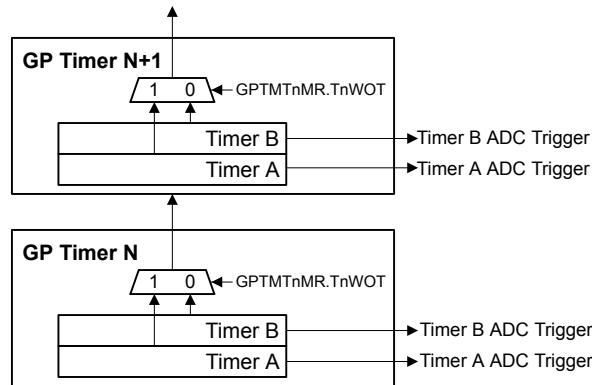 GP Timer N+1
1 0 GPTMTnMR.TnWOT
Timer B Timer B ADC Trigger
Timer A Timer A ADC Trigger
GP Timer N
1 0 GPTMTnMR.TnWOT
Timer B Timer B ADC Trigger
Timer A Timer A ADC Trigger